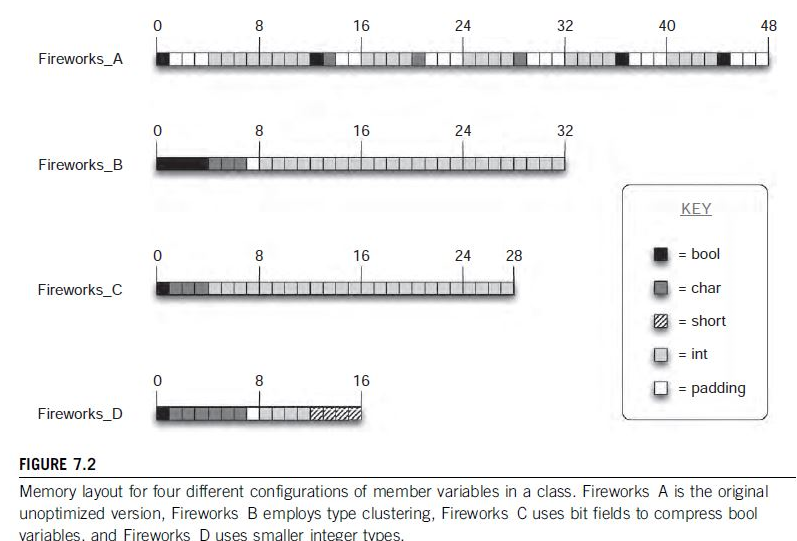 0 8 16 24 32 40 48
Fireworks_A
0 8 16 24 32
Fireworks_B
KEY
= bool
= char
= short
= int
= padding
0 8 16 24 28
Fireworks_C
0 8 16
Fireworks_D
FIGURE 7.2
Memory layout for four different configurations of member variables in a class. Fireworks A is the original
unoptimized version, Fireworks B employs type clustering, Fireworks C uses bit fields to compress bool
variables, and Fireworks D uses smaller integer types.